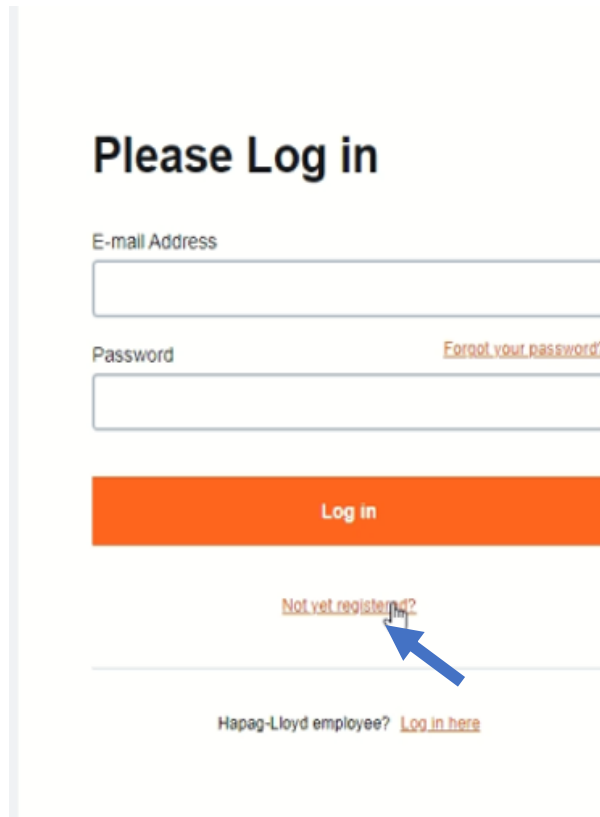 Please Log in
E-mail Address
Password Forgot your password?
Log in
Not yet registered?
Hapag-Lloyd employee? Log in here